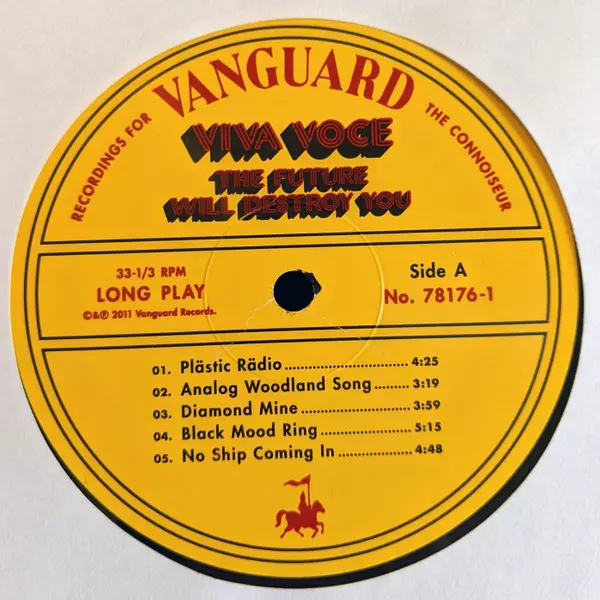 RECORDINGS FOR
VANGUARD
THE CONNOISEUR
VIVA VOCE
THE FUTURE
WILL DESTROY YOU
33-1/3 RPM
LONG PLAY
©&℗ 2011 Vanguard Records.
Side A
No. 78176-1
01. Plästic Rädio 4:25
02. Analog Woodland Song 3:19
03. Diamond Mine 3:59
04. Black Mood Ring 5:15
05. No Ship Coming In 4:48